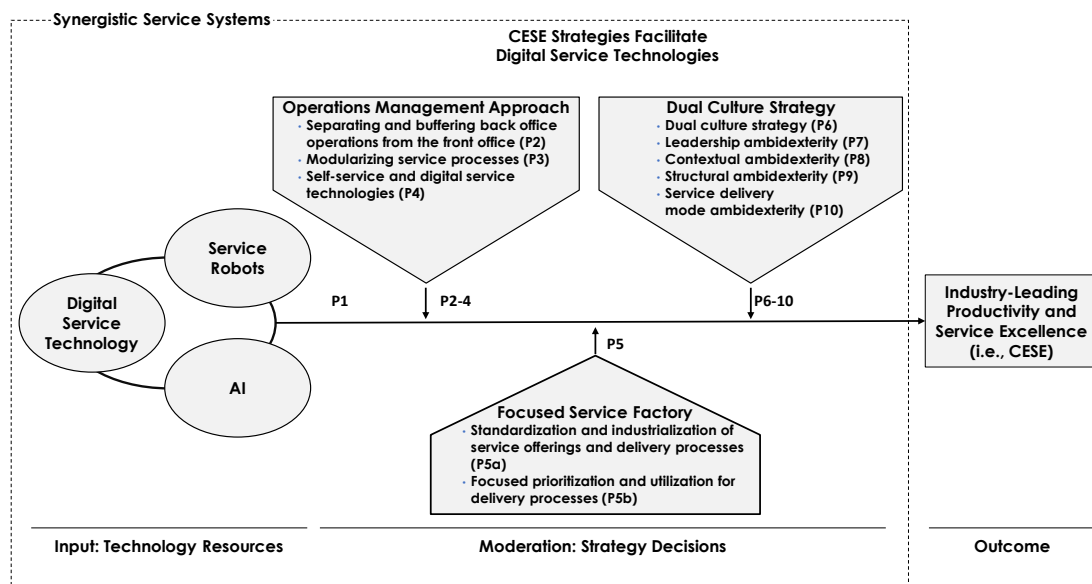 Synergistic Service Systems
CESE Strategies Facilitate
Digital Service Technologies
Operations Management Approach
· Separating and buffering back office
operations from the front office (P2)
· Modularizing service processes (P3)
· Self-service and digital service
technologies (P4)
Dual Culture Strategy
· Dual culture strategy (P6)
· Leadership ambidexterity (P7)
· Contextual ambidexterity (P8)
· Structural ambidexterity (P9)
· Service delivery
mode ambidexterity (P10)
Service
Robots
Digital
Service
Technology
AI
P1
P2-4
P6-10
P5
Industry-Leading
Productivity and
Service Excellence
(i.e., CESE)
Focused Service Factory
· Standardization and industrialization of
service offerings and delivery processes
(P5a)
· Focused prioritization and utilization for
delivery processes (P5b)
Input: Technology Resources
Moderation: Strategy Decisions
Outcome